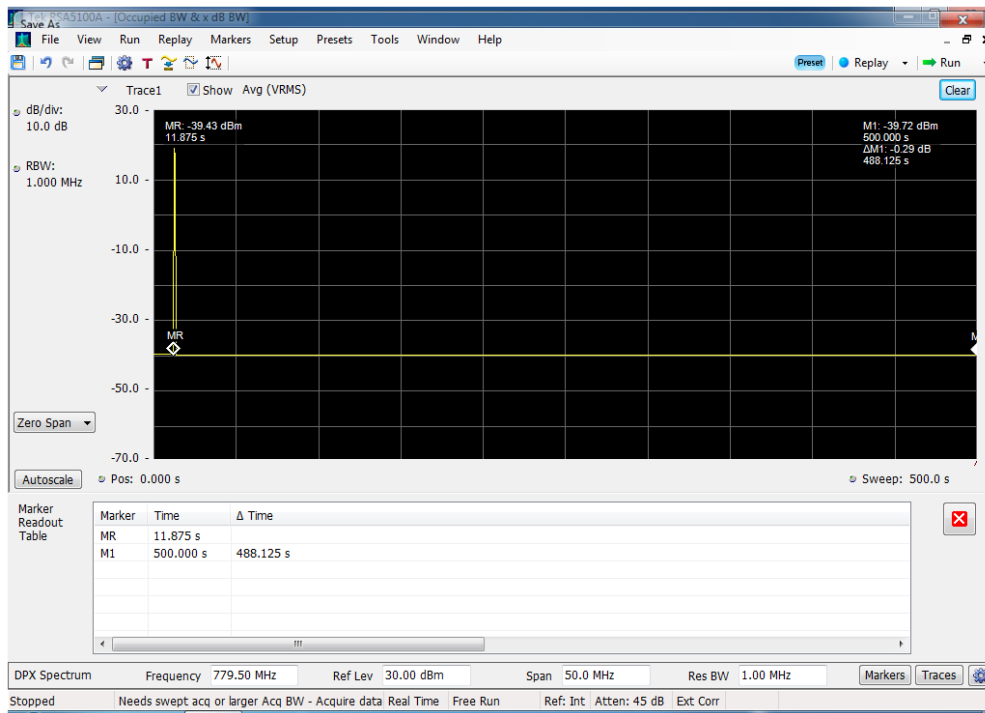 Tek RSA5100A - [Occupied BW & x dB BW]
Save As
File View Run Replay Markers Setup Presets Tools Window Help
T Preset Replay Run
Trace1 Show Avg (VRMS) Clear
dB/div:
10.0 dB
RBW:
1.000 MHz
30.0 -
10.0 -
-10.0 -
-30.0 -
-50.0 -
-70.0 -
MR: -39.43 dBm
11.875 s
M1: -39.72 dBm
500.000 s
ΔM1: -0.29 dB
488.125 s
MR
M
Zero Span
Autoscale Pos: 0.000 s Sweep: 500.0 s
Marker
Readout
Table
Marker Time Δ Time
MR 11.875 s
M1 500.000 s 488.125 s
DPX Spectrum Frequency 779.50 MHz Ref Lev 30.00 dBm Span 50.0 MHz Res BW 1.00 MHz Markers Traces
Stopped Needs swept acq or larger Acq BW - Acquire data Real Time Free Run Ref: Int Atten: 45 dB Ext Corr